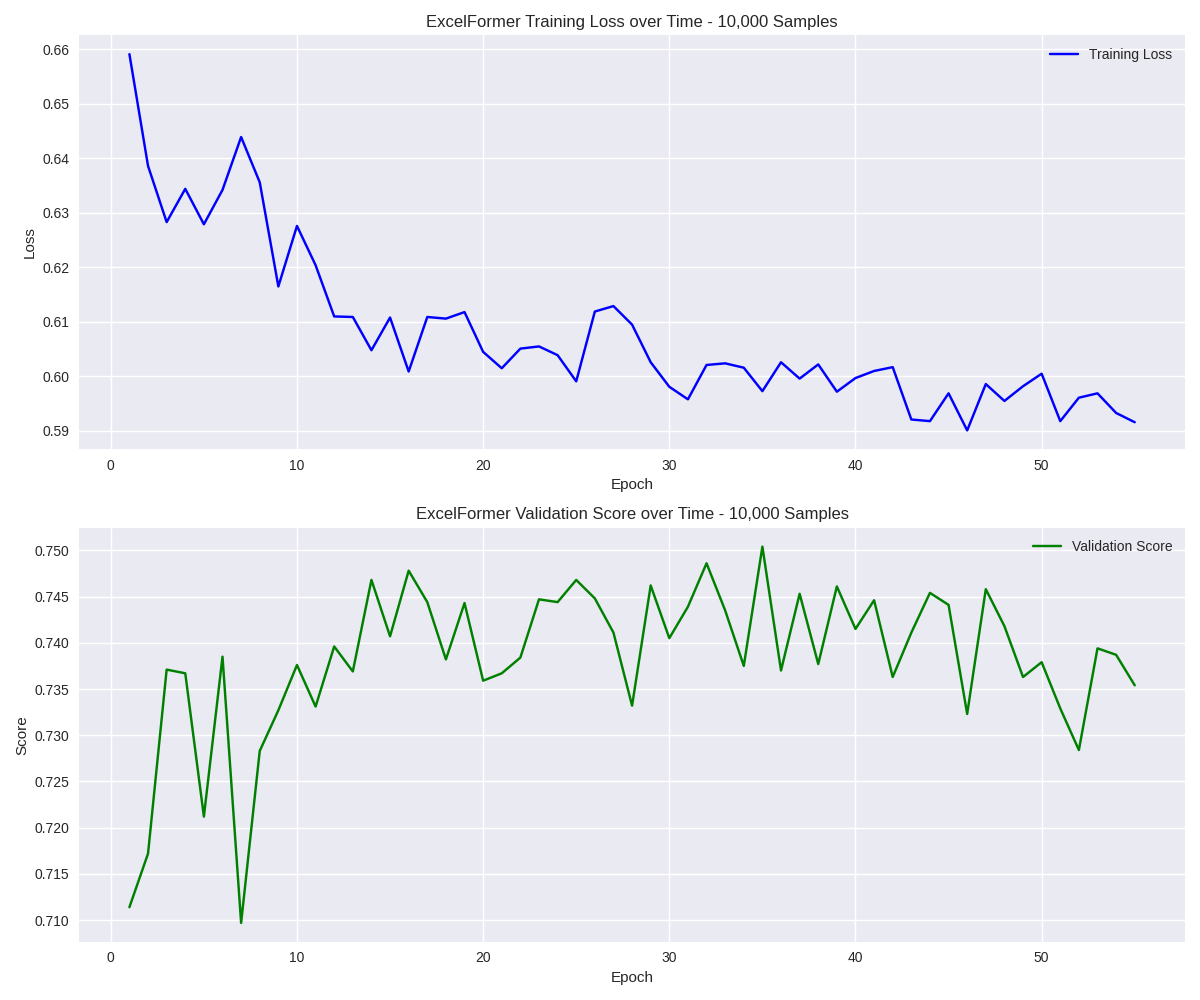 ExcelFormer Training Loss over Time - 10,000 Samples
Training Loss
0.66
0.65
0.64
0.63
0.62
0.61
0.60
0.59
Loss
0 10 20 30 40 50
Epoch
ExcelFormer Validation Score over Time - 10,000 Samples
Validation Score
0.750
0.745
0.740
0.735
0.730
0.725
0.720
0.715
0.710
Score
0 10 20 30 40 50
Epoch